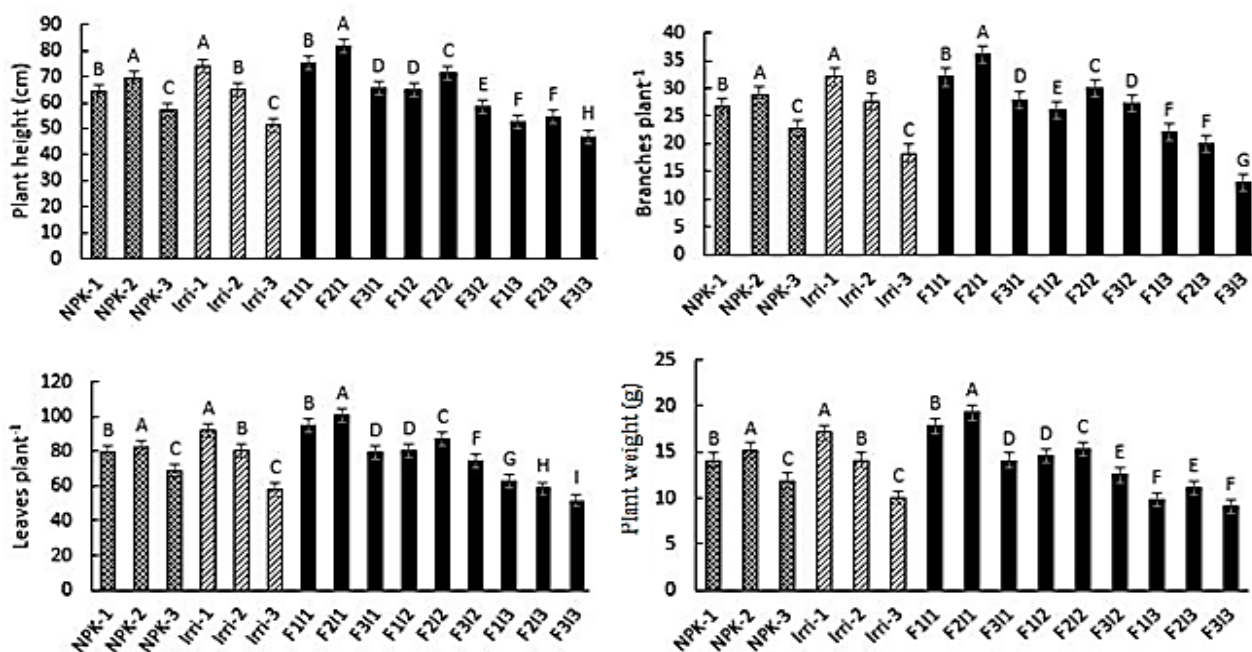 Plant height (cm)
90
80
70
60
50
40
30
20
10
0
B A C A B C B A D D C E F F H
NPK-1 NPK-2 NPK-3 Irri-1 Irri-2 Irri-3 F1I1 F2I1 F3I1 F1I2 F2I2 F3I2 F1I3 F2I3 F3I3
Branches plant⁻¹
40
35
30
25
20
15
10
5
0
B A C A B C B A D E C D F F G
NPK-1 NPK-2 NPK-3 Irri-1 Irri-2 Irri-3 F1I1 F2I1 F3I1 F1I2 F2I2 F3I2 F1I3 F2I3 F3I3
Leaves plant⁻¹
120
100
80
60
40
20
0
B A C A B C B A D D C F G H I
NPK-1 NPK-2 NPK-3 Irri-1 Irri-2 Irri-3 F1I1 F2I1 F3I1 F1I2 F2I2 F3I2 F1I3 F2I3 F3I3
Plant weight (g)
25
20
15
10
5
0
B A C A B C B A D D C E F E F
NPK-1 NPK-2 NPK-3 Irri-1 Irri-2 Irri-3 F1I1 F2I1 F3I1 F1I2 F2I2 F3I2 F1I3 F2I3 F3I3